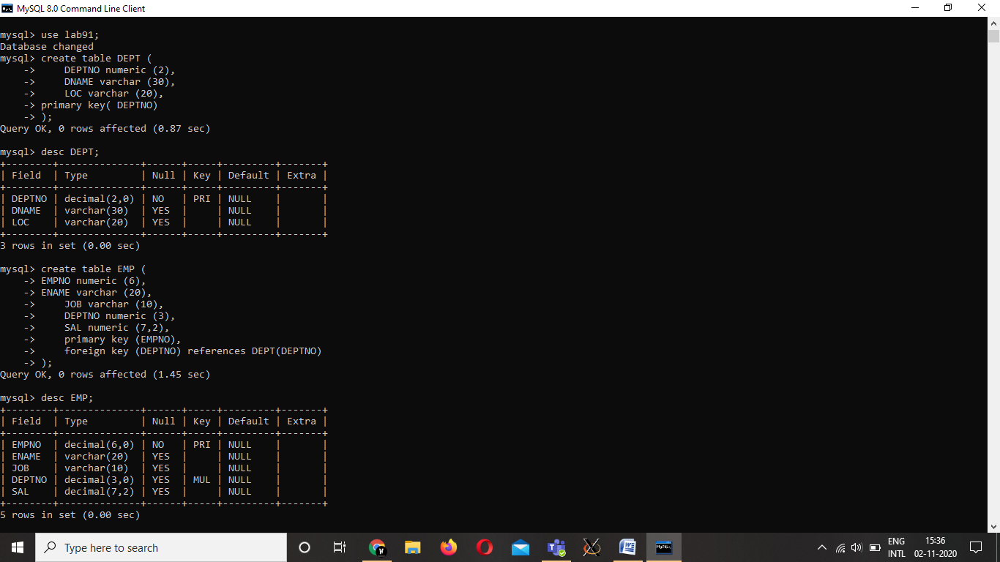 MySQL 8.0 Command Line Client
mysql> use lab91;
Database changed
mysql> create table DEPT (
    ->     DEPTNO numeric (2),
    ->     DNAME varchar (30),
    ->     LOC varchar (20),
    -> primary key( DEPTNO)
    -> );
Query OK, 0 rows affected (0.87 sec)
mysql> desc DEPT;
+--------+--------------+------+-----+---------+-------+
| Field  | Type         | Null | Key | Default | Extra |
+--------+--------------+------+-----+---------+-------+
| DEPTNO | decimal(2,0) | NO   | PRI | NULL    |       |
| DNAME  | varchar(30)  | YES  |     | NULL    |       |
| LOC    | varchar(20)  | YES  |     | NULL    |       |
+--------+--------------+------+-----+---------+-------+
3 rows in set (0.00 sec)
mysql> create table EMP (
    -> EMPNO numeric (6),
    -> ENAME varchar (20),
    ->     JOB varchar (10),
    ->     DEPTNO numeric (3),
    ->     SAL numeric (7,2),
    ->     primary key (EMPNO),
    ->     foreign key (DEPTNO) references DEPT(DEPTNO)
    -> );
Query OK, 0 rows affected (1.45 sec)
mysql> desc EMP;
+--------+--------------+------+-----+---------+-------+
| Field  | Type         | Null | Key | Default | Extra |
+--------+--------------+------+-----+---------+-------+
| EMPNO  | decimal(6,0) | NO   | PRI | NULL    |       |
| ENAME  | varchar(20)  | YES  |     | NULL    |       |
| JOB    | varchar(10)  | YES  |     | NULL    |       |
| DEPTNO | decimal(3,0) | YES  | MUL | NULL    |       |
| SAL    | decimal(7,2) | YES  |     | NULL    |       |
+--------+--------------+------+-----+---------+-------+
5 rows in set (0.00 sec)
Type here to search
ENG
INTL
15:36
02-11-2020